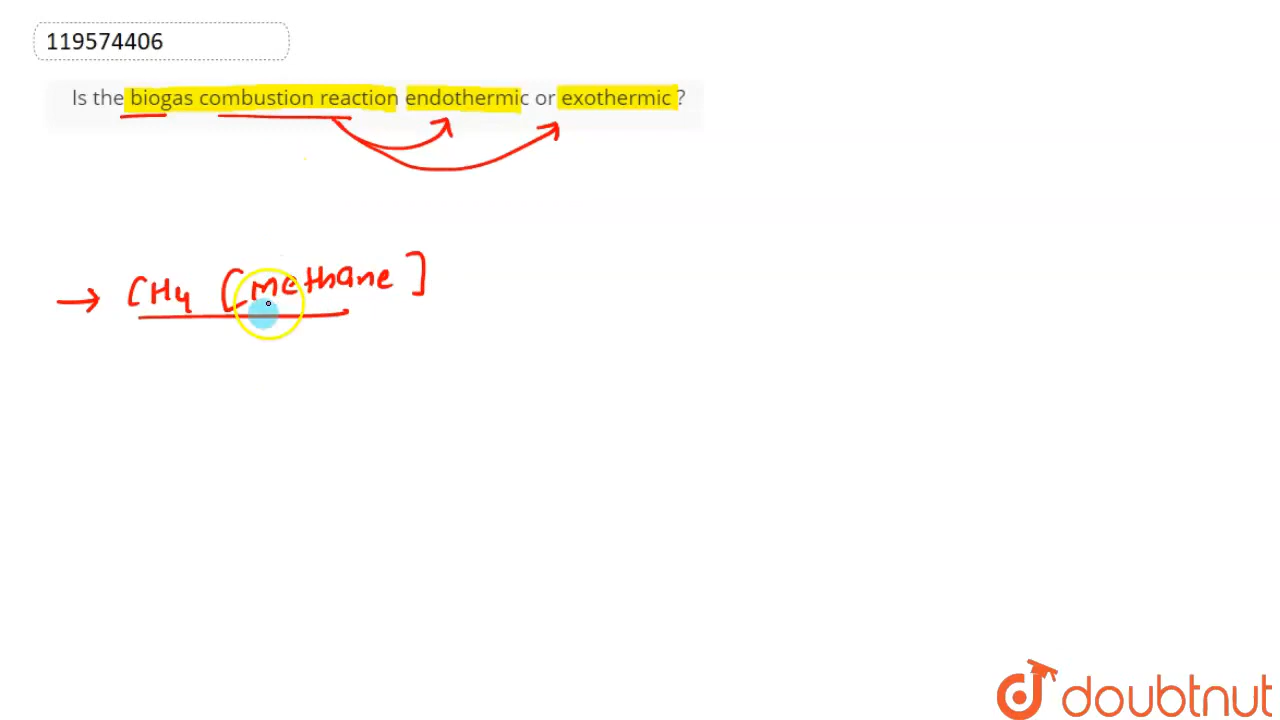 119574406
Is the biogas combustion reaction endothermic or exothermic ?
→ CH4 [Methane]
doubtnut